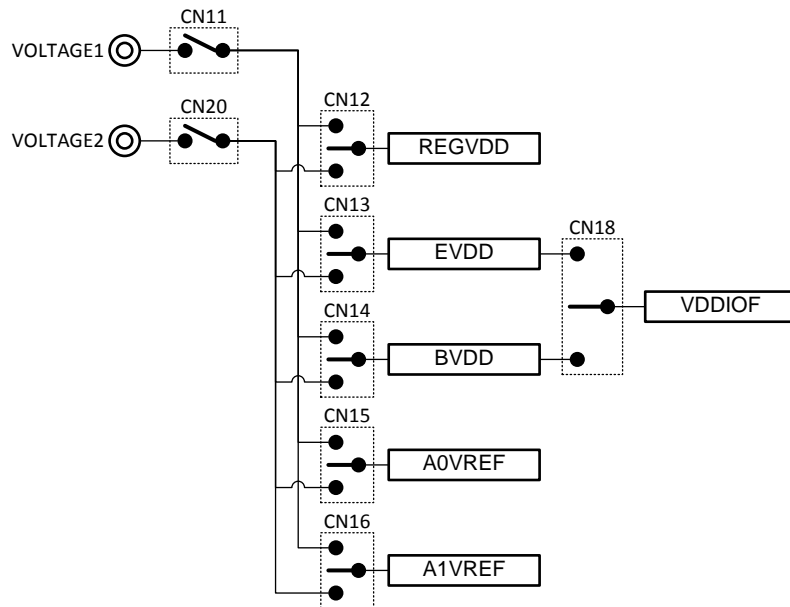 CN11
VOLTAGE1
CN20
VOLTAGE2
CN12
REGVDD
CN13
EVDD
CN18
VDDIOF
CN14
BVDD
CN15
A0VREF
CN16
A1VREF